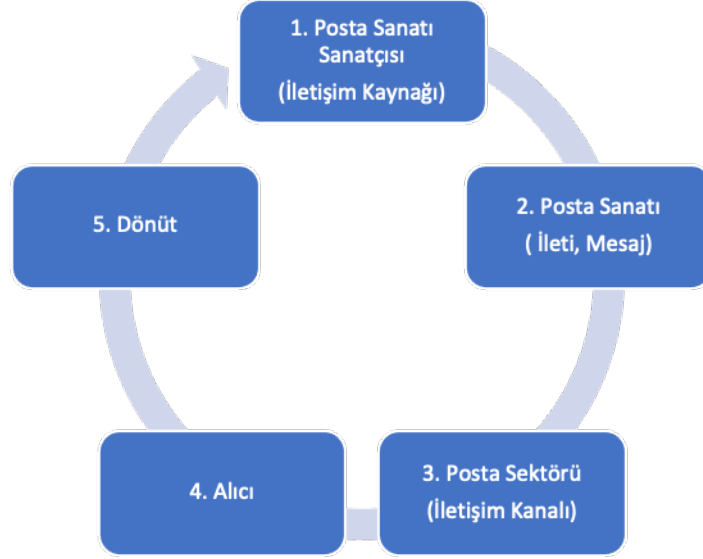 1. Posta Sanatı
Sanatçısı
(İletişim Kaynağı)
2. Posta Sanatı
( İleti, Mesaj)
3. Posta Sektörü
(İletişim Kanalı)
4. Alıcı
5. Dönüt